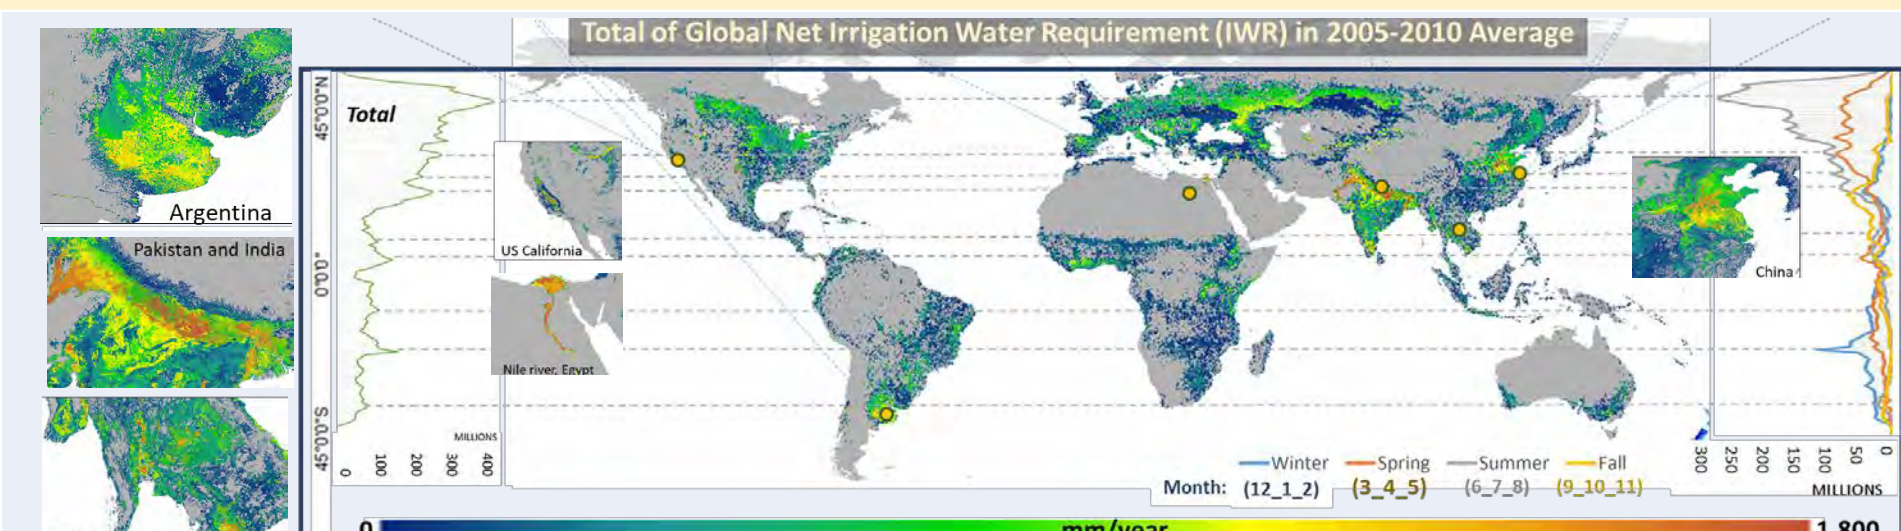 Total of Global Net Irrigation Water Requirement (IWR) in 2005-2010 Average
Argentina
Pakistan and India
45°0'0"N
0°0'0"
45°0'0"S
Total
MILLIONS
0
100
200
300
400
US California
Nile river, Egypt
China
Winter
Spring
Summer
Fall
Month:
(12_1_2)
(3_4_5)
(6_7_8)
(9_10_11)
300
250
200
150
100
50
0
MILLIONS
0
mm/year
1,800